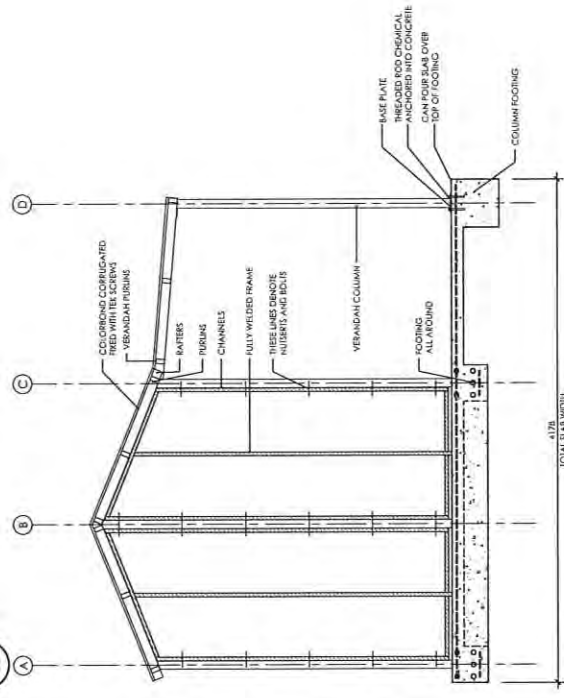 COLORBOND CORRUGATED
FIXED WITH TEK SCREWS
VERANDAH PURLINS
RAFTERS
PURLINS
CHANNELS
FULLY WELDED FRAME
THESE LINES DENOTE
NUTSERTS AND BOLTS
VERANDAH COLUMN
FOOTING
ALL AROUND
BASE PLATE
THREADED ROD CHEMICAL
ANCHORED INTO CONCRETE
CAN POUR SLAB OVER
TOP OF FOOTING
COLUMN FOOTING
A
B
C
D
4178
TOTAL SLAB WIDTH